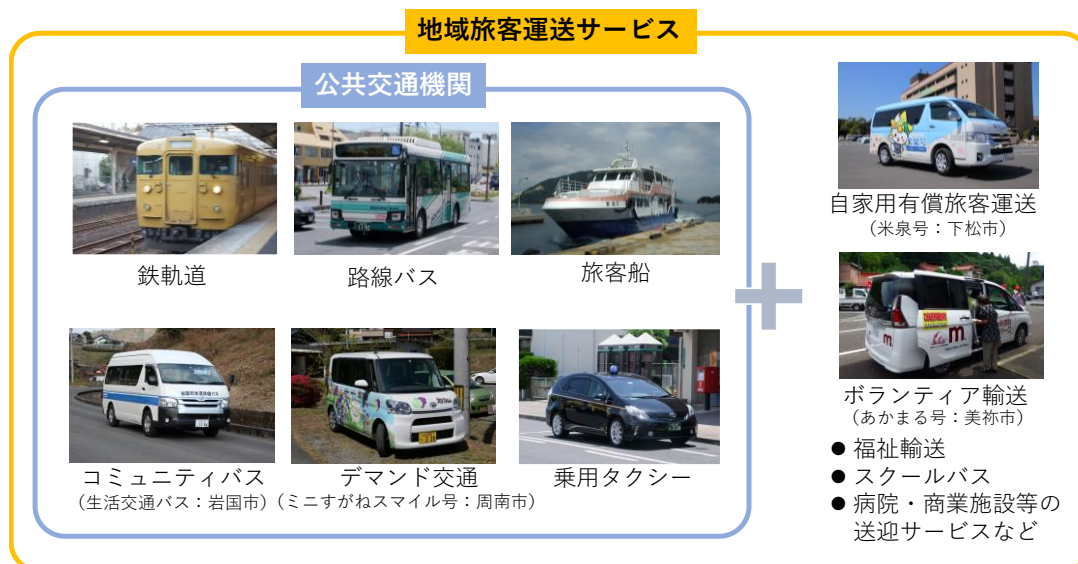 地域旅客運送サービス
公共交通機関
鉄軌道
路線バス
旅客船
コミュニティバス
(生活交通バス：岩国市)
デマンド交通
(ミニすがねスマイル号：周南市)
乗用タクシー
自家用有償旅客運送
(米泉号：下松市)
ボランティア輸送
(あかまる号：美祢市)
● 福祉輸送
● スクールバス
● 病院・商業施設等の
送迎サービスなど